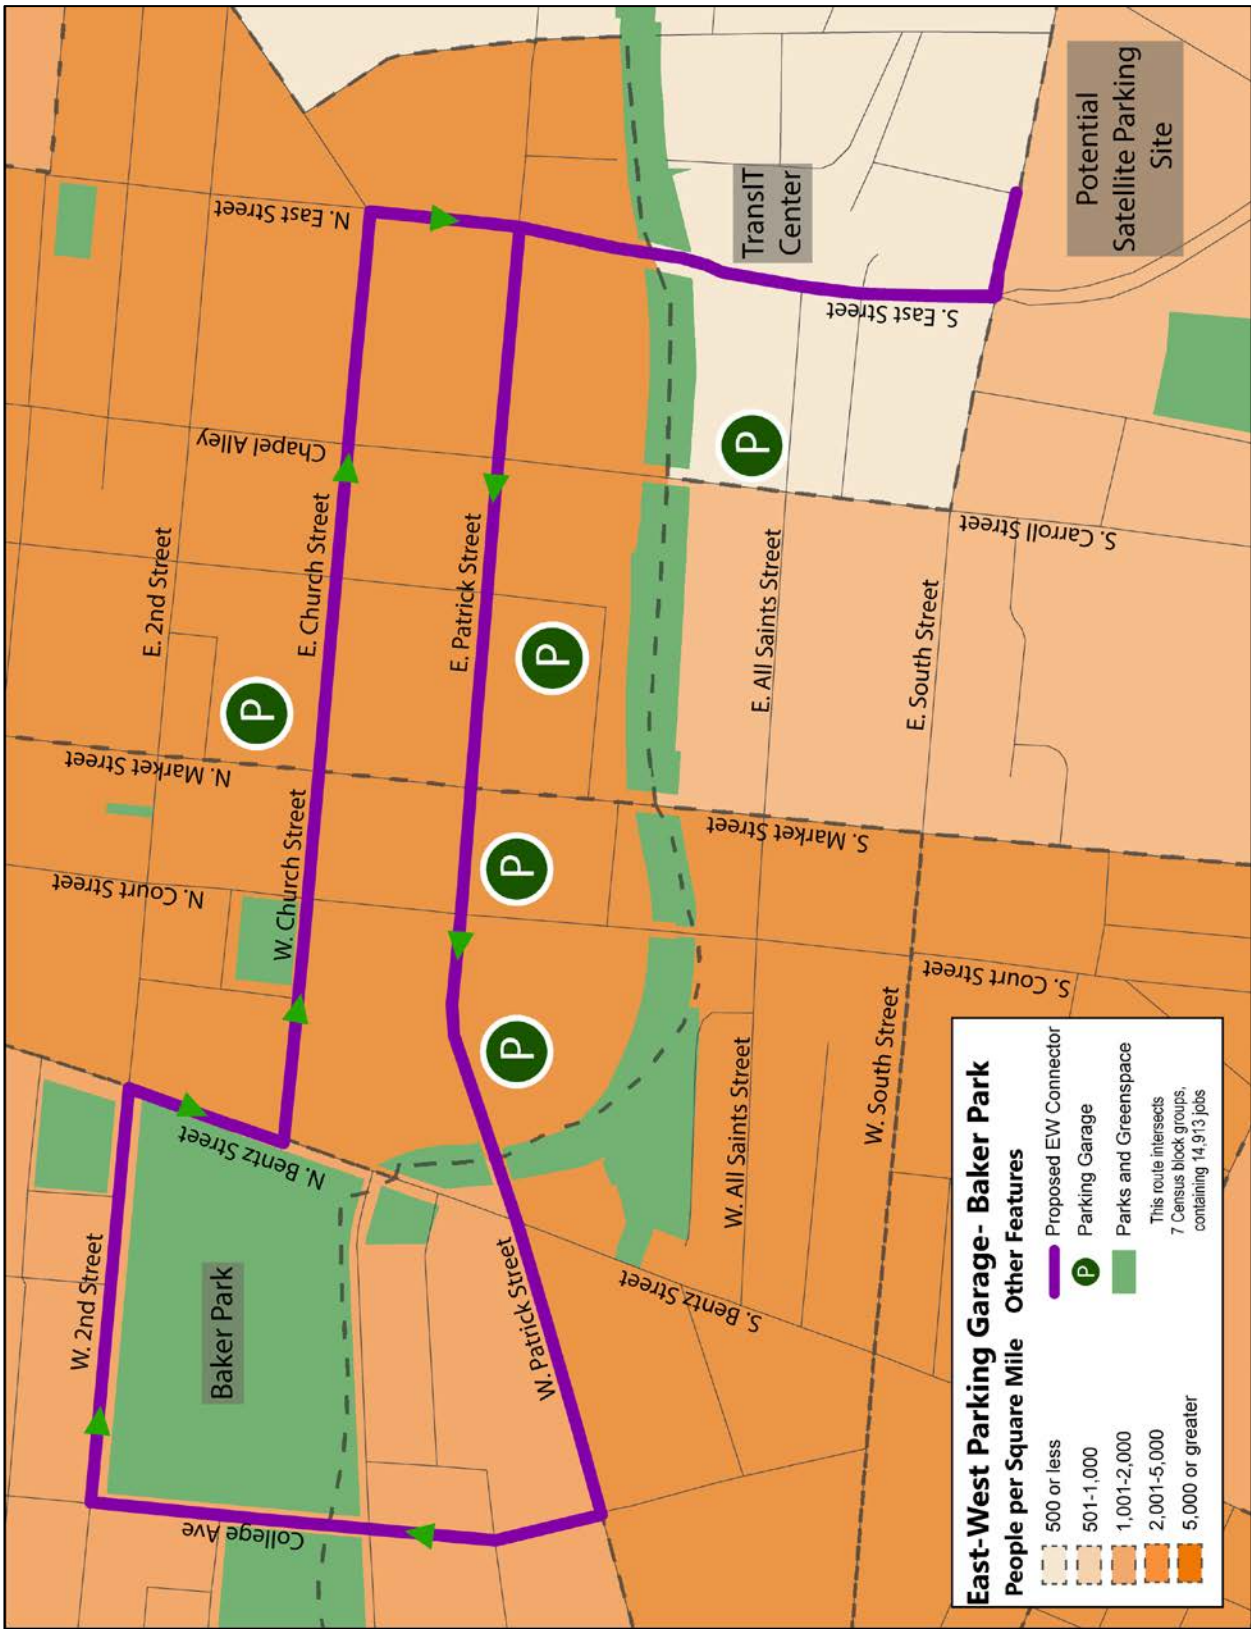 W. 2nd Street
E. 2nd Street
N. Bentz Street
N. Court Street
N. Market Street
Chapel Alley
N. East Street
W. Church Street
E. Church Street
Baker Park
College Ave
W. Patrick Street
E. Patrick Street
P
P
P
P
P
TransIT
Center
S. Bentz Street
W. All Saints Street
E. All Saints Street
S. Court Street
S. Market Street
S. Carroll Street
S. East Street
W. South Street
E. South Street
Potential
Satellite Parking
Site
East-West Parking Garage- Baker Park
People per Square Mile
500 or less
501-1,000
1,001-2,000
2,001-5,000
5,000 or greater
Other Features
Proposed EW Connector
P
Parking Garage
Parks and Greenspace
This route intersects
7 Census block groups,
containing 14,913 jobs